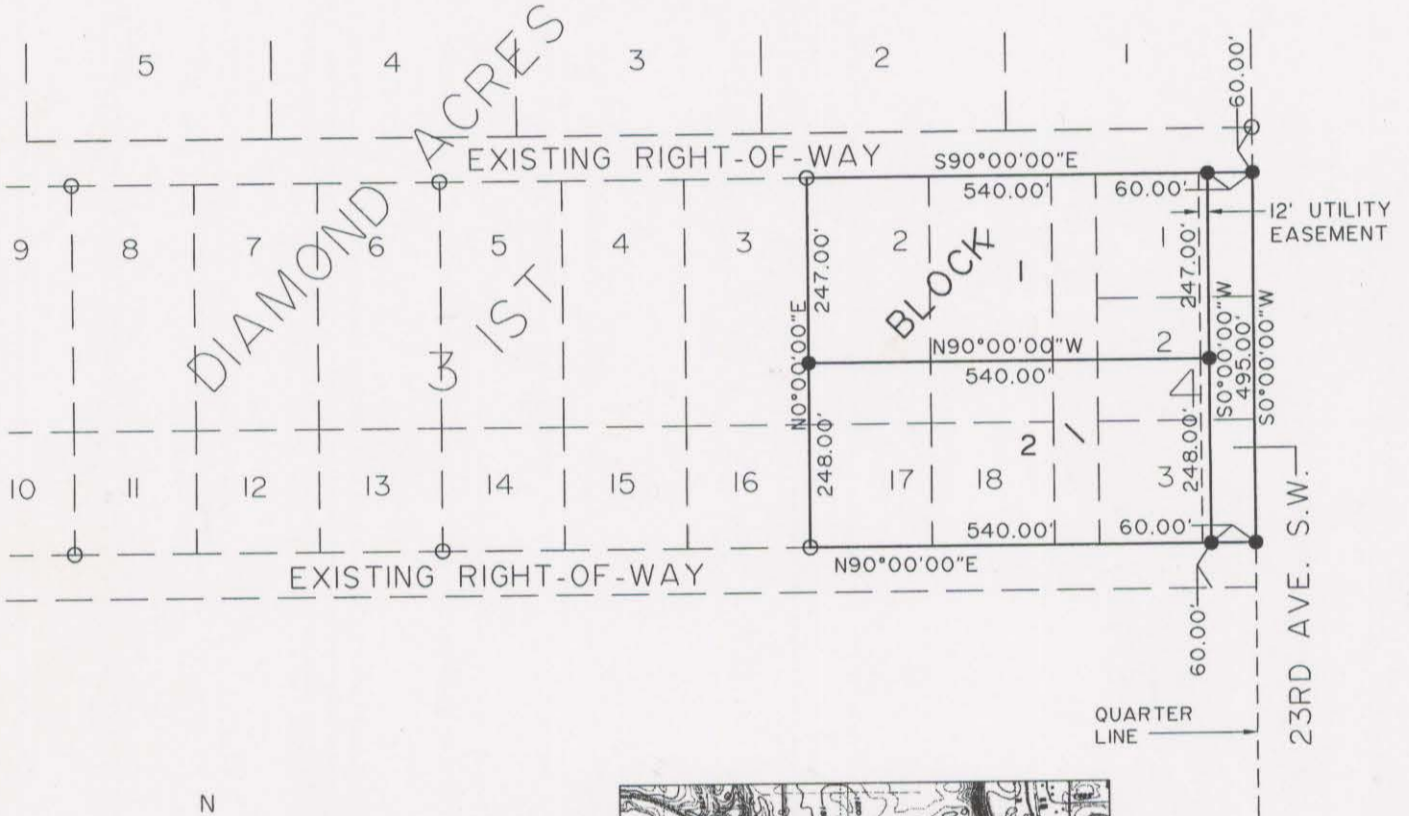 5 4 3 2 1
60.00'
DIAMOND ACRES
EXISTING RIGHT-OF-WAY
S90°00'00"E
540.00' 60.00'
12' UTILITY
EASEMENT
9 8 7 6 5 4 3 2 1
1ST
3
247.00'
N0°00'00"E
BLOCK 1
1
247.00'
S0°00'00"W
495.00'
S0°00'00"W
N90°00'00"W
540.00'
2
4
248.00'
2
248.00'
10 11 12 13 14 15 16 17 18 3
540.00' 60.00'
EXISTING RIGHT-OF-WAY
N90°00'00"E
60.00'
23RD AVE. S.W.
QUARTER
LINE
N